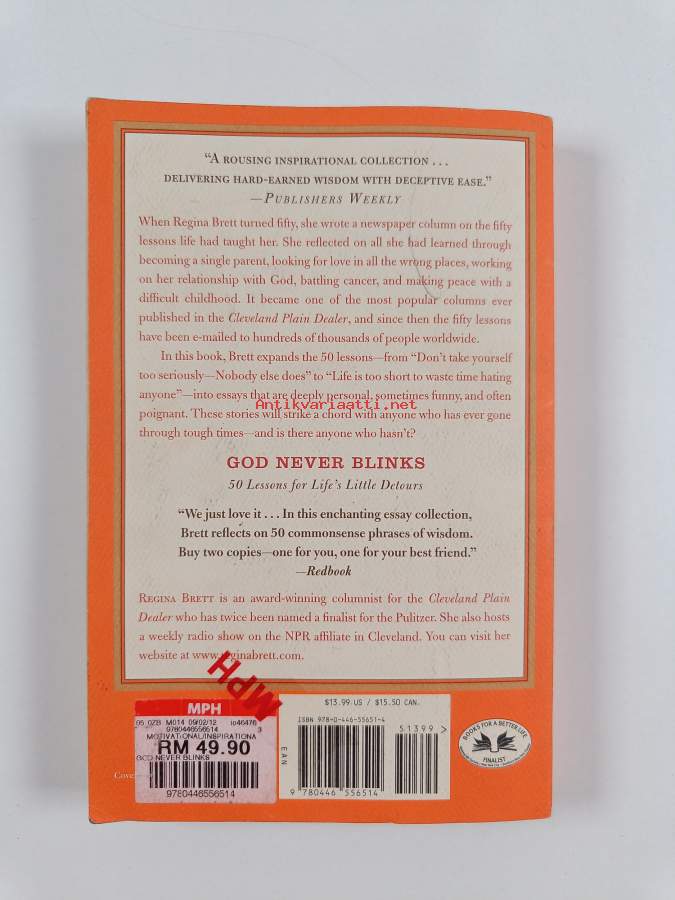 “A ROUSING INSPIRATIONAL COLLECTION . . .
DELIVERING HARD-EARNED WISDOM WITH DECEPTIVE EASE.”
—PUBLISHERS WEEKLY
When Regina Brett turned fifty, she wrote a newspaper column on the fifty
lessons life had taught her. She reflected on all she had learned through
becoming a single parent, looking for love in all the wrong places, working
on her relationship with God, battling cancer, and making peace with a
difficult childhood. It became one of the most popular columns ever
published in the Cleveland Plain Dealer, and since then the fifty lessons
have been e-mailed to hundreds of thousands of people worldwide.
In this book, Brett expands the 50 lessons—from “Don’t take yourself
too seriously—Nobody else does” to “Life is too short to waste time hating
anyone”—into essays that are deeply personal, sometimes funny, and often
Antikvariaatti.net
poignant. These stories will strike a chord with anyone who has ever gone
through tough times—and is there anyone who hasn’t?
GOD NEVER BLINKS
50 Lessons for Life’s Little Detours
“We just love it . . . In this enchanting essay collection,
Brett reflects on 50 commonsense phrases of wisdom.
Buy two copies—one for you, one for your best friend.”
—Redbook
REGINA BRETT is an award-winning columnist for the Cleveland Plain
Dealer who has twice been named a finalist for the Pulitzer. She also hosts
a weekly radio show on the NPR affiliate in Cleveland. You can visit her
website at www.reginabrett.com.
MPH
MPH
M014 09/02/12 io46476
9780446556514 3
MOTIVATIONAL/INSPIRATIONA
RM 49.90
GOD NEVER BLINKS
9780446556514
Cove
$13.99 US / $15.50 CAN.
ISBN 978-0-446-55651-4
51399 >
EAN
9 780446 556514
BOOKS FOR A BETTER LIFE
FINALIST